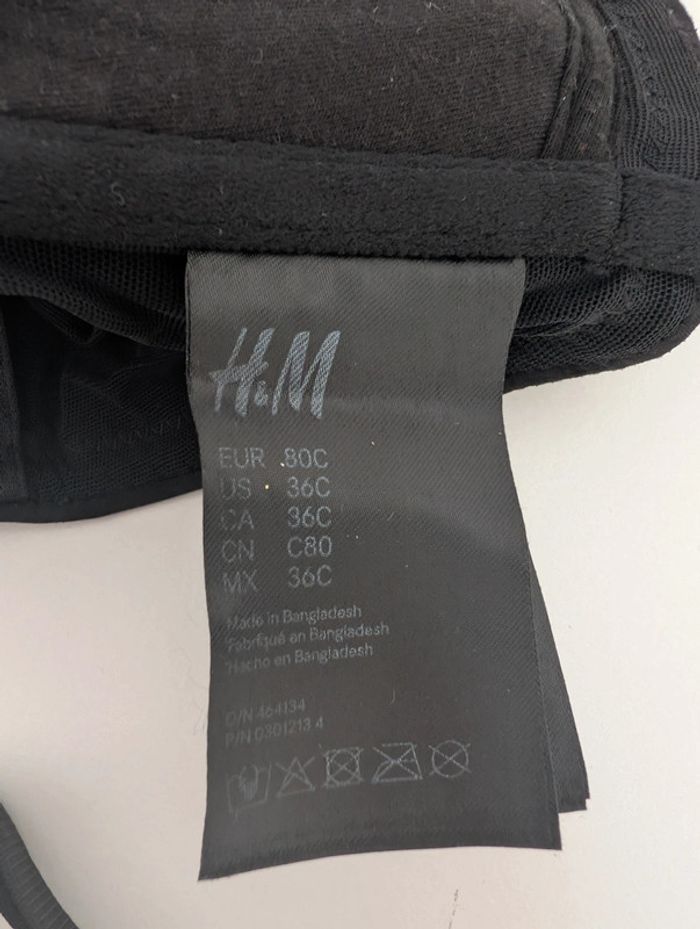 H&M
EUR 80C
US 36C
CA 36C
CN C80
MX 36C
Made in Bangladesh
Fabriqué en Bangladesh
Hecho en Bangladesh
O/N 464134
P/N 0301213 4